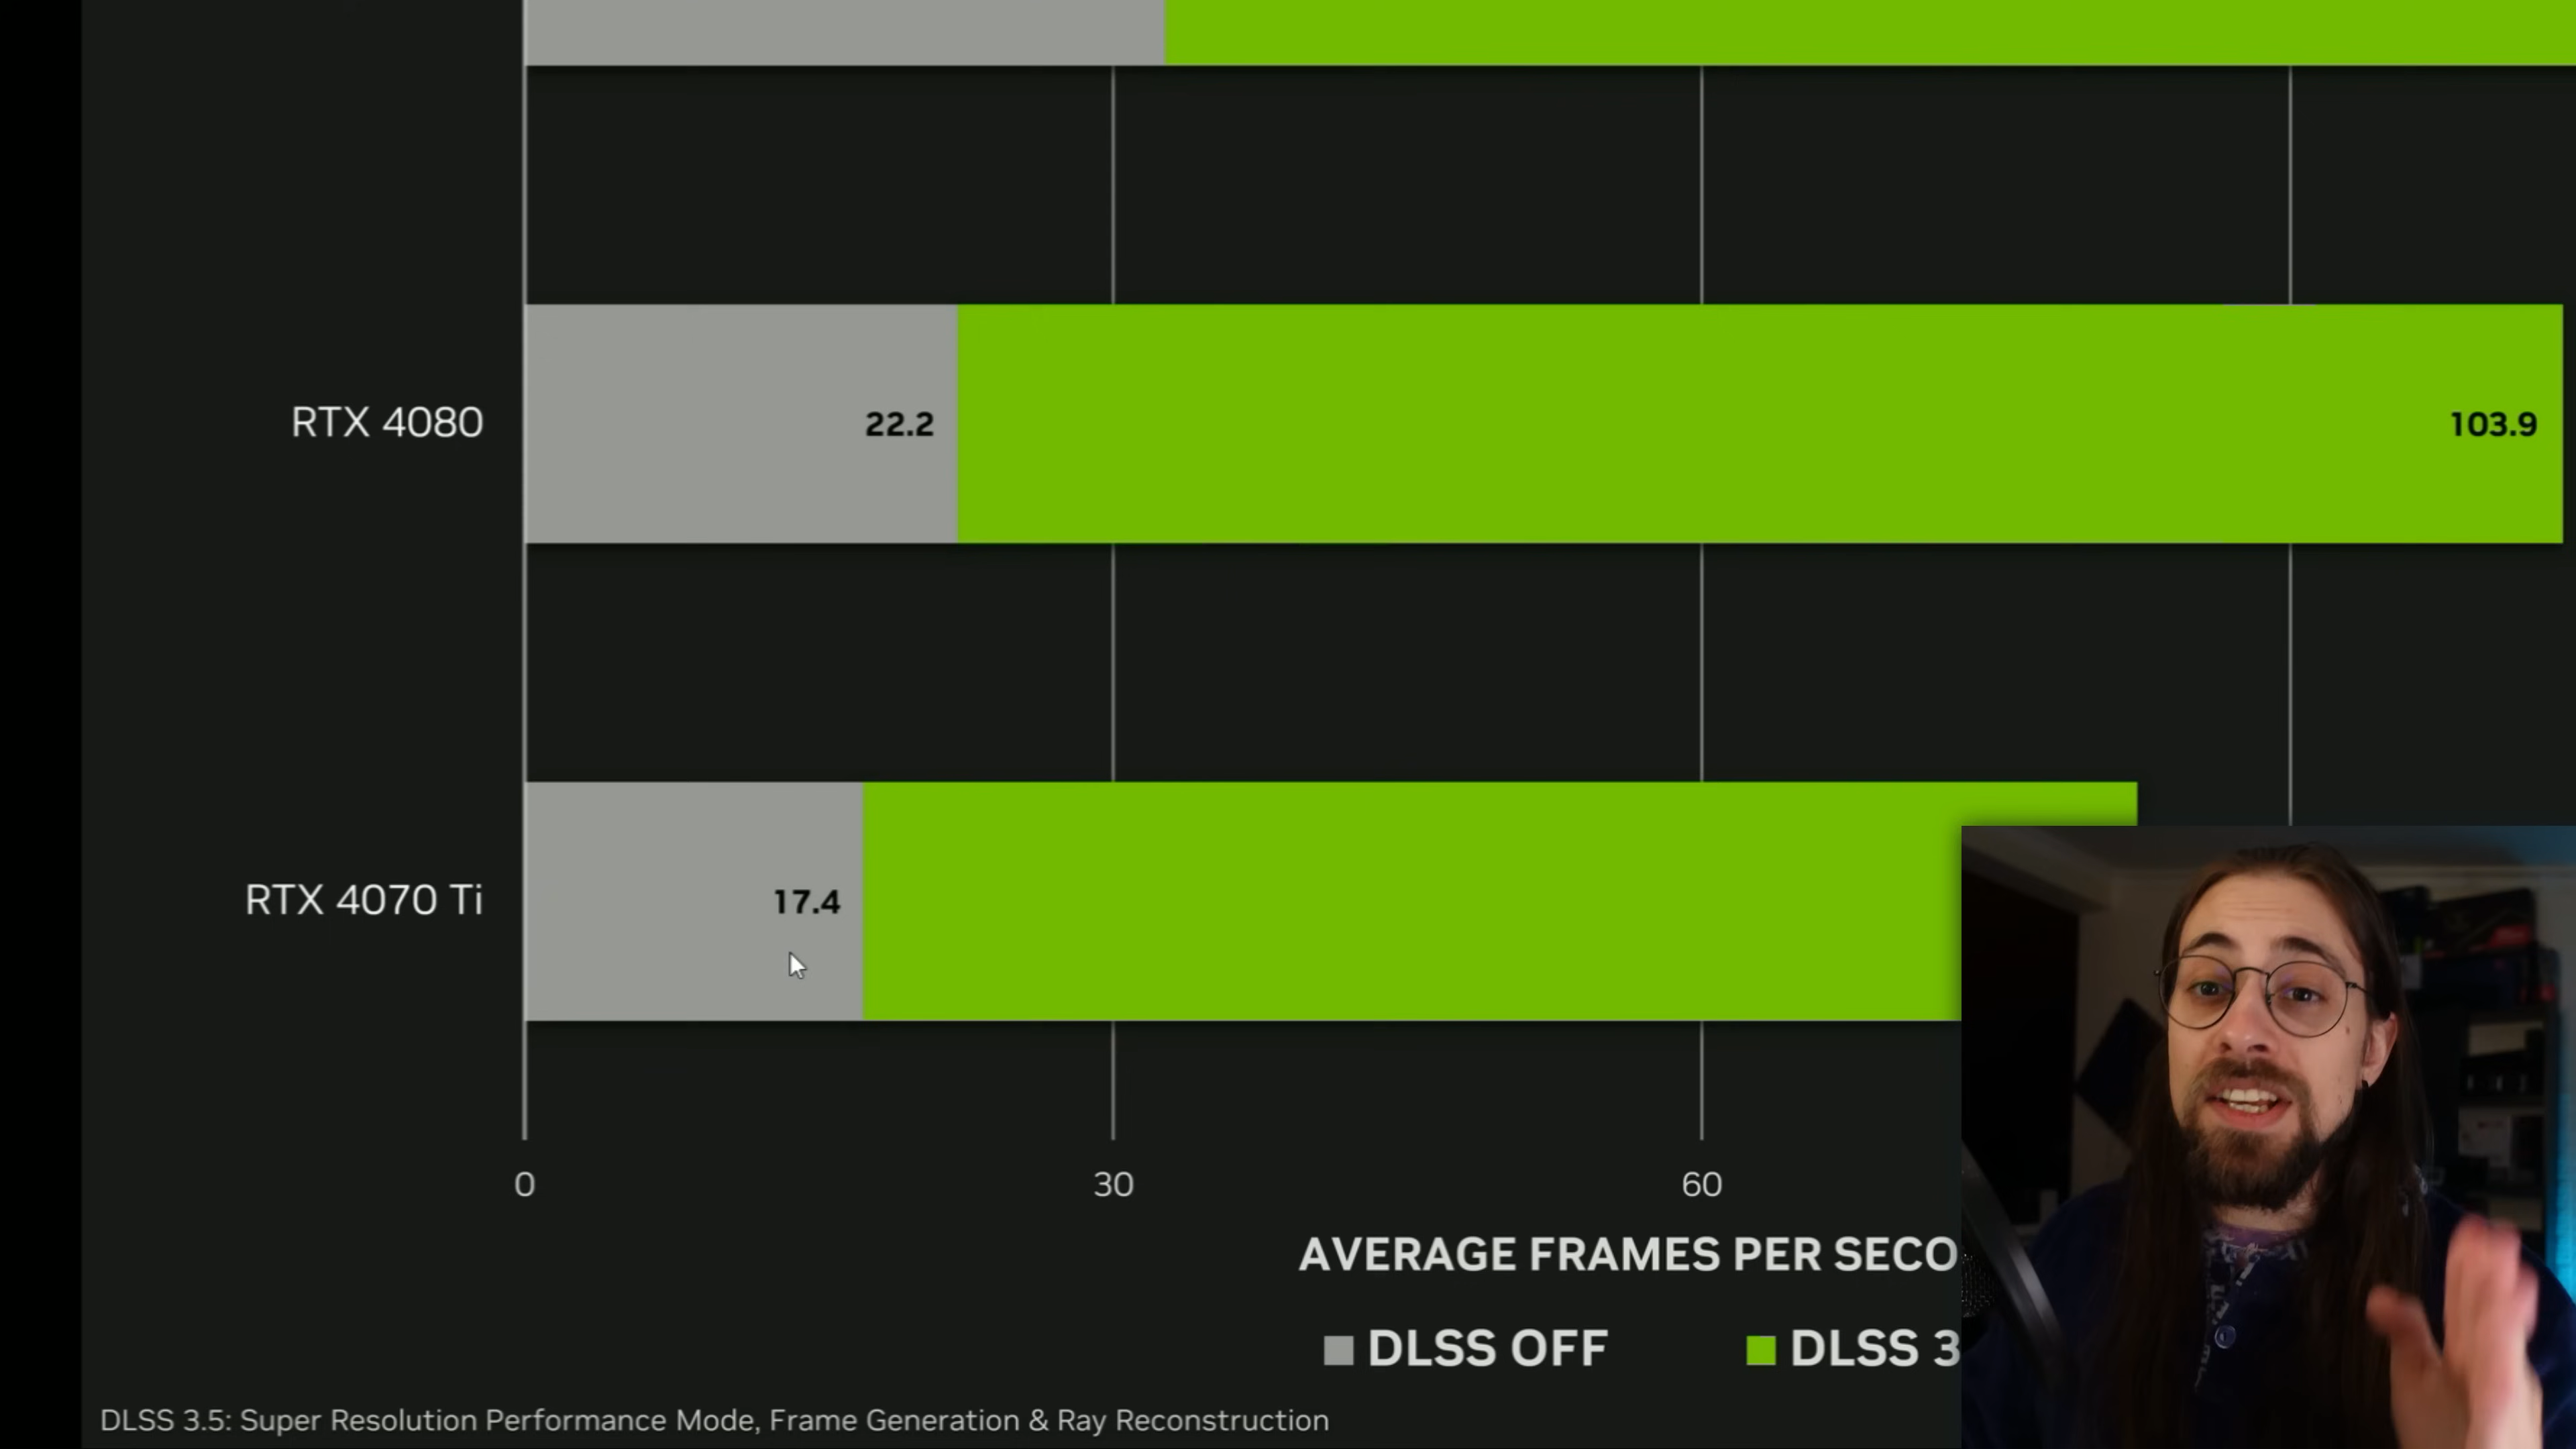 RTX 4080
22.2
103.9
RTX 4070 Ti
17.4
0
30
60
AVERAGE FRAMES PER SECO
DLSS OFF
DLSS 3
DLSS 3.5: Super Resolution Performance Mode, Frame Generation & Ray Reconstruction